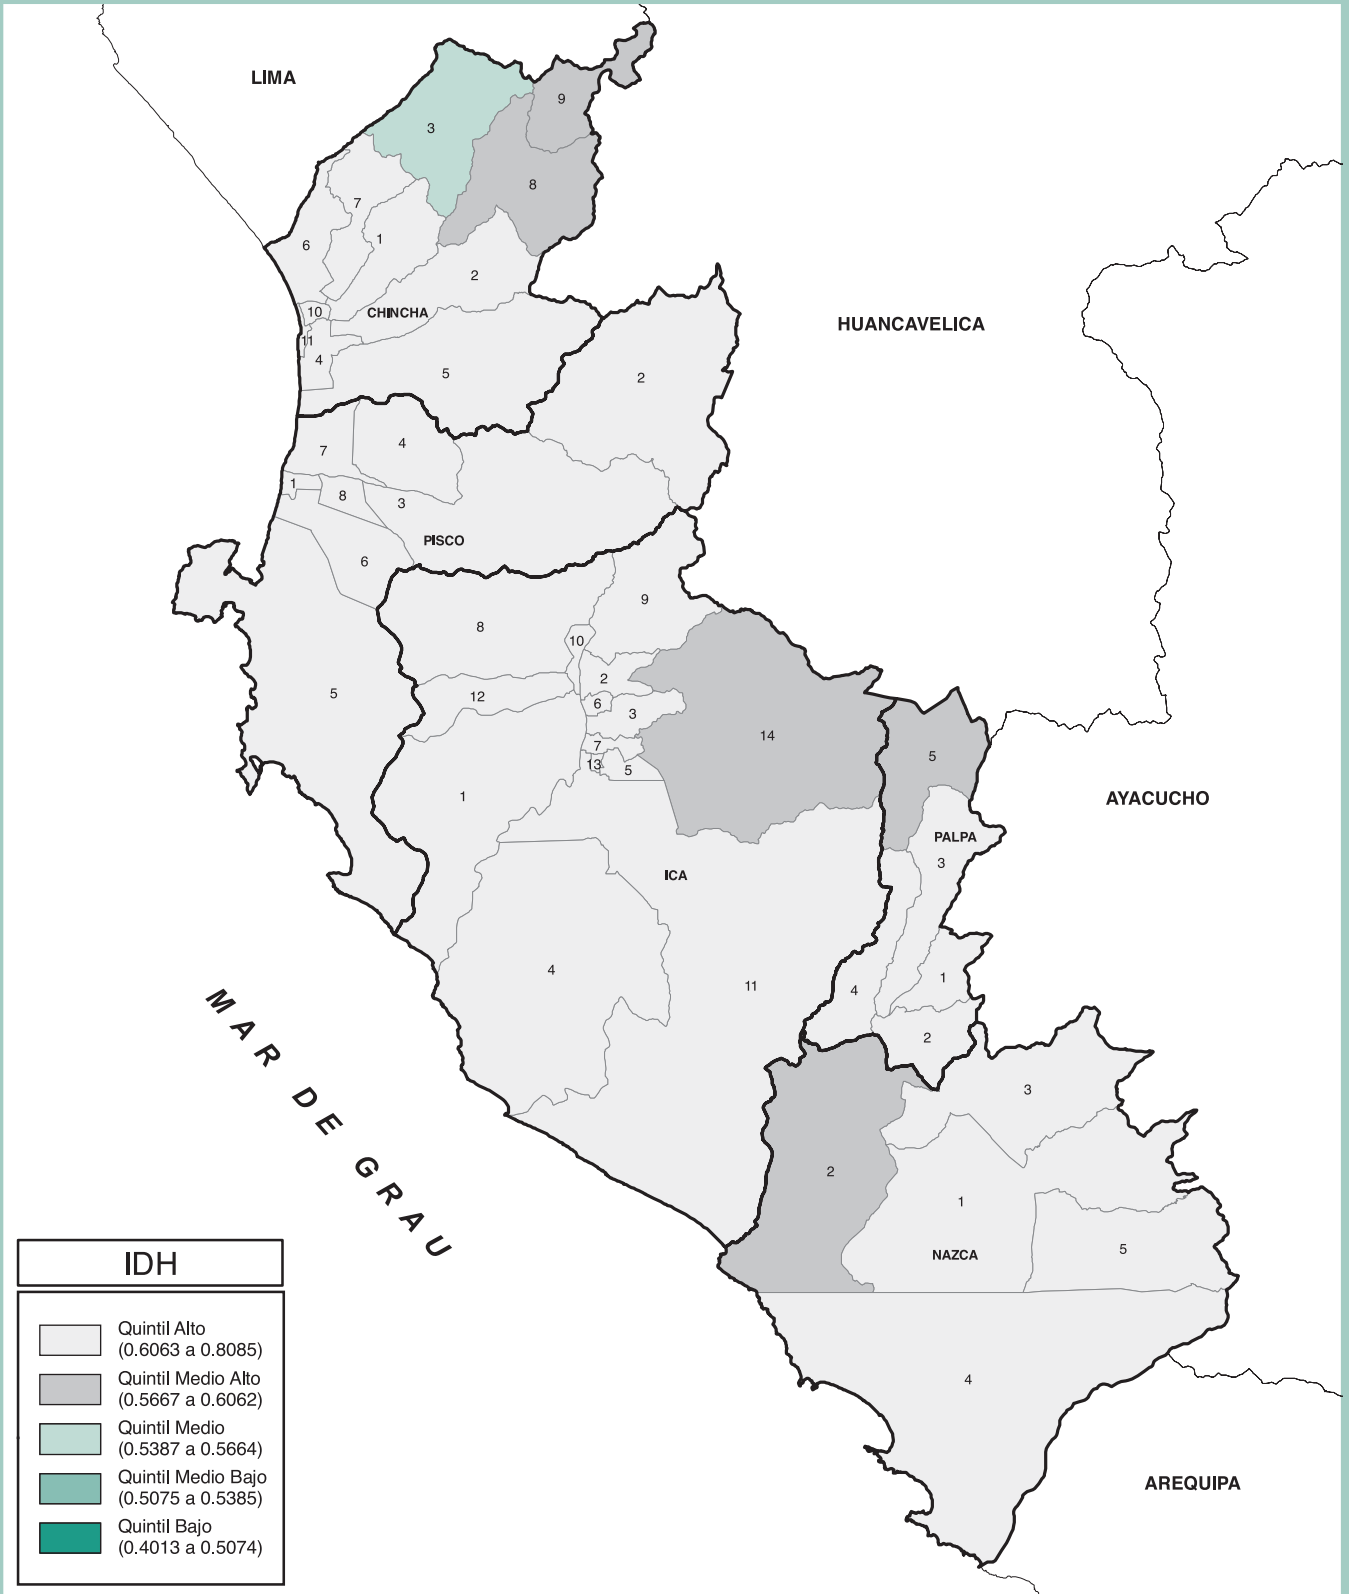 LIMA
9
3
8
7
6
1
2
10
CHINCHA
HUANCAVELICA
11
4
5
2
7
4
1
8
3
PISCO
6
9
8
10
2
12
6
3
5
14
7
13
5
5
1
AYACUCHO
PALPA
3
ICA
4
11
4
1
2
MAR DE GRAU
3
2
1
NAZCA
5
4
AREQUIPA
IDH
Quintil Alto
(0.6063 a 0.8085)
Quintil Medio Alto
(0.5667 a 0.6062)
Quintil Medio
(0.5387 a 0.5664)
Quintil Medio Bajo
(0.5075 a 0.5385)
Quintil Bajo
(0.4013 a 0.5074)